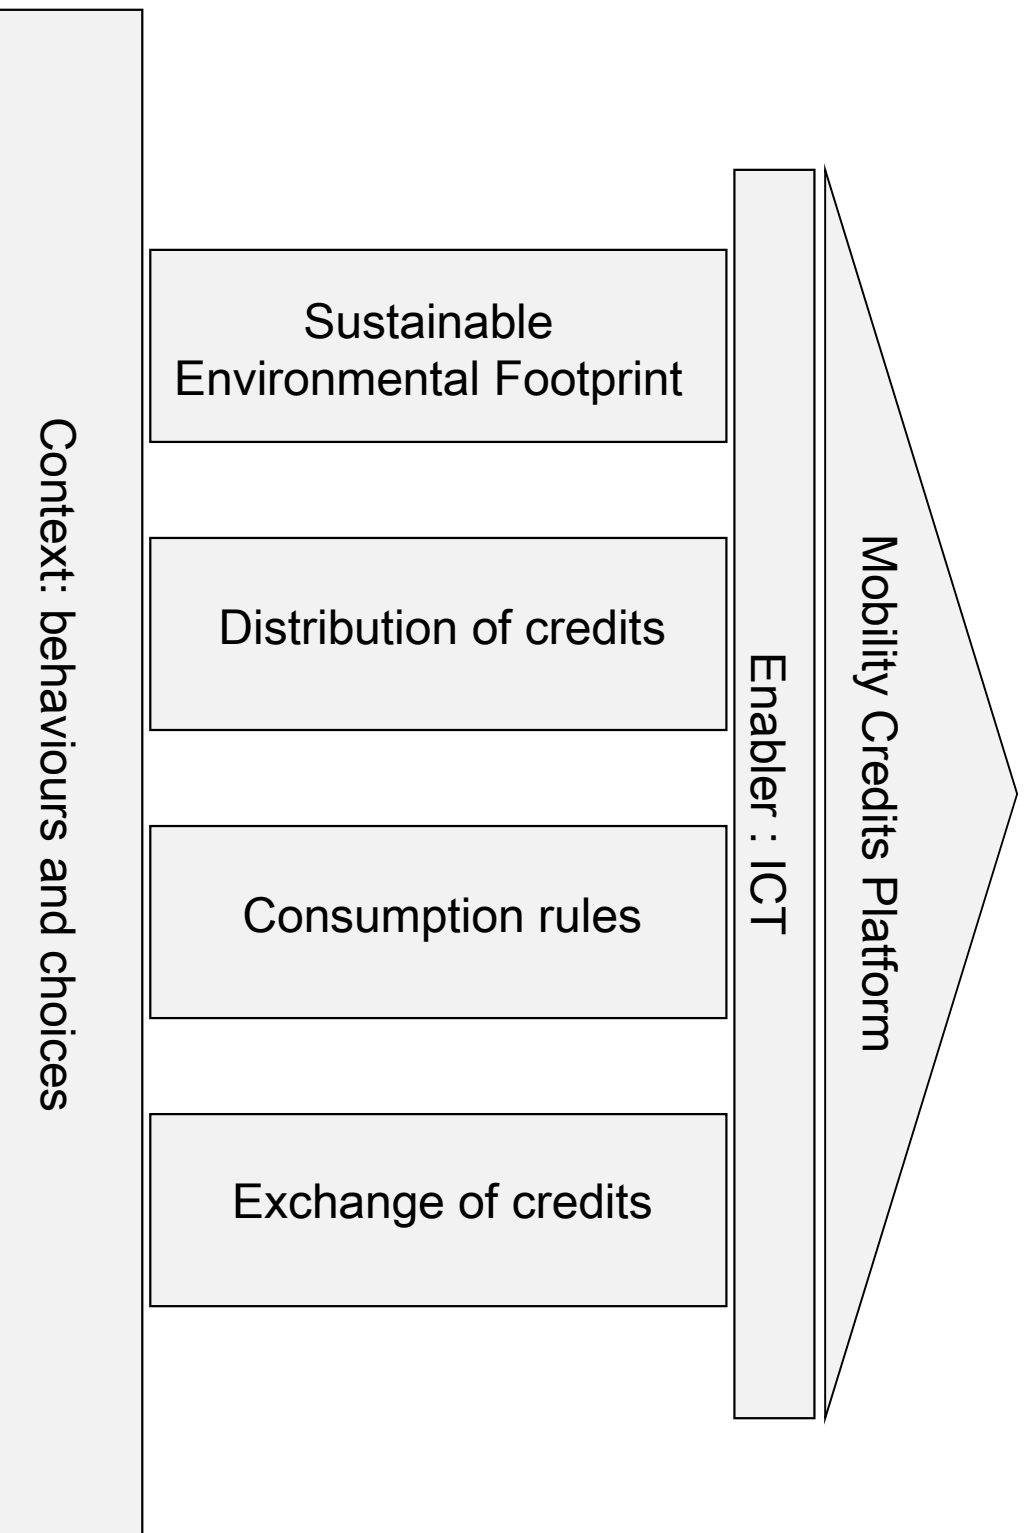 Context: behaviours and choices
Sustainable
Environmental Footprint
Distribution of credits
Consumption rules
Exchange of credits
Enabler : ICT
Mobility Credits Platform